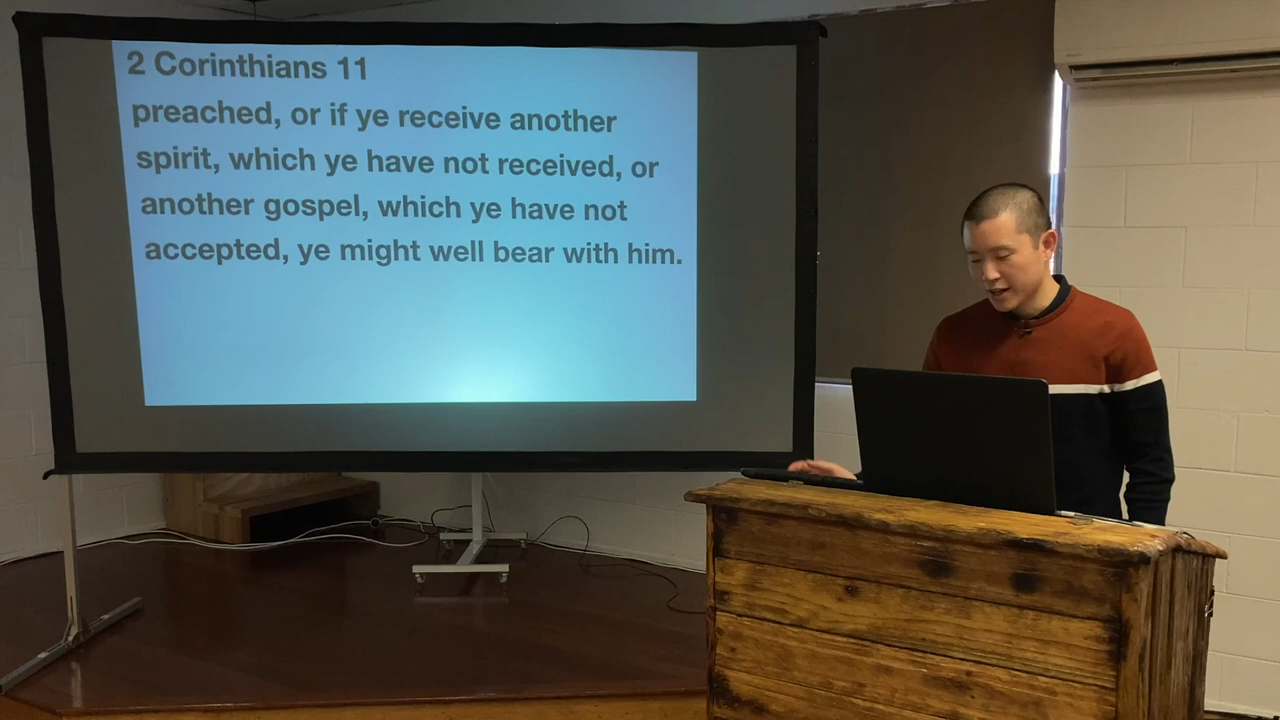 2 Corinthians 11
preached, or if ye receive another
spirit, which ye have not received, or
another gospel, which ye have not
accepted, ye might well bear with him.